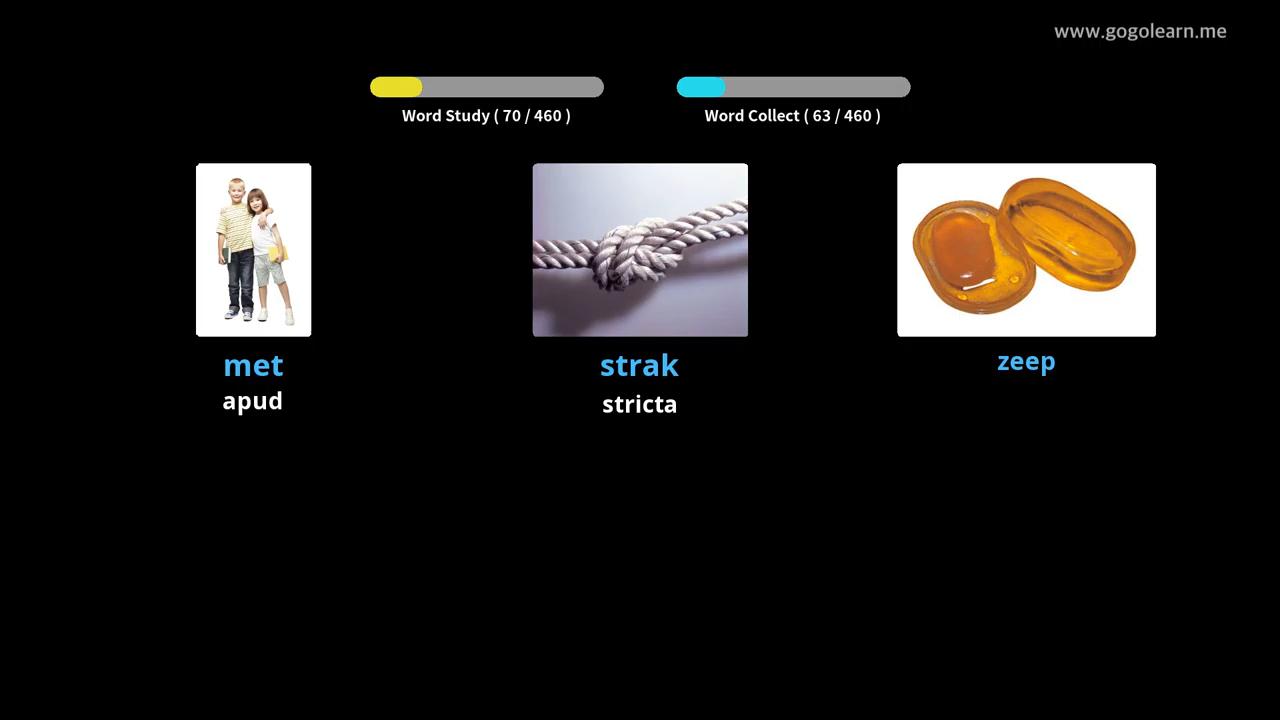 www.gogolearn.me
Word Study ( 70 / 460 )
Word Collect ( 63 / 460 )
met
apud
strak
stricta
zeep